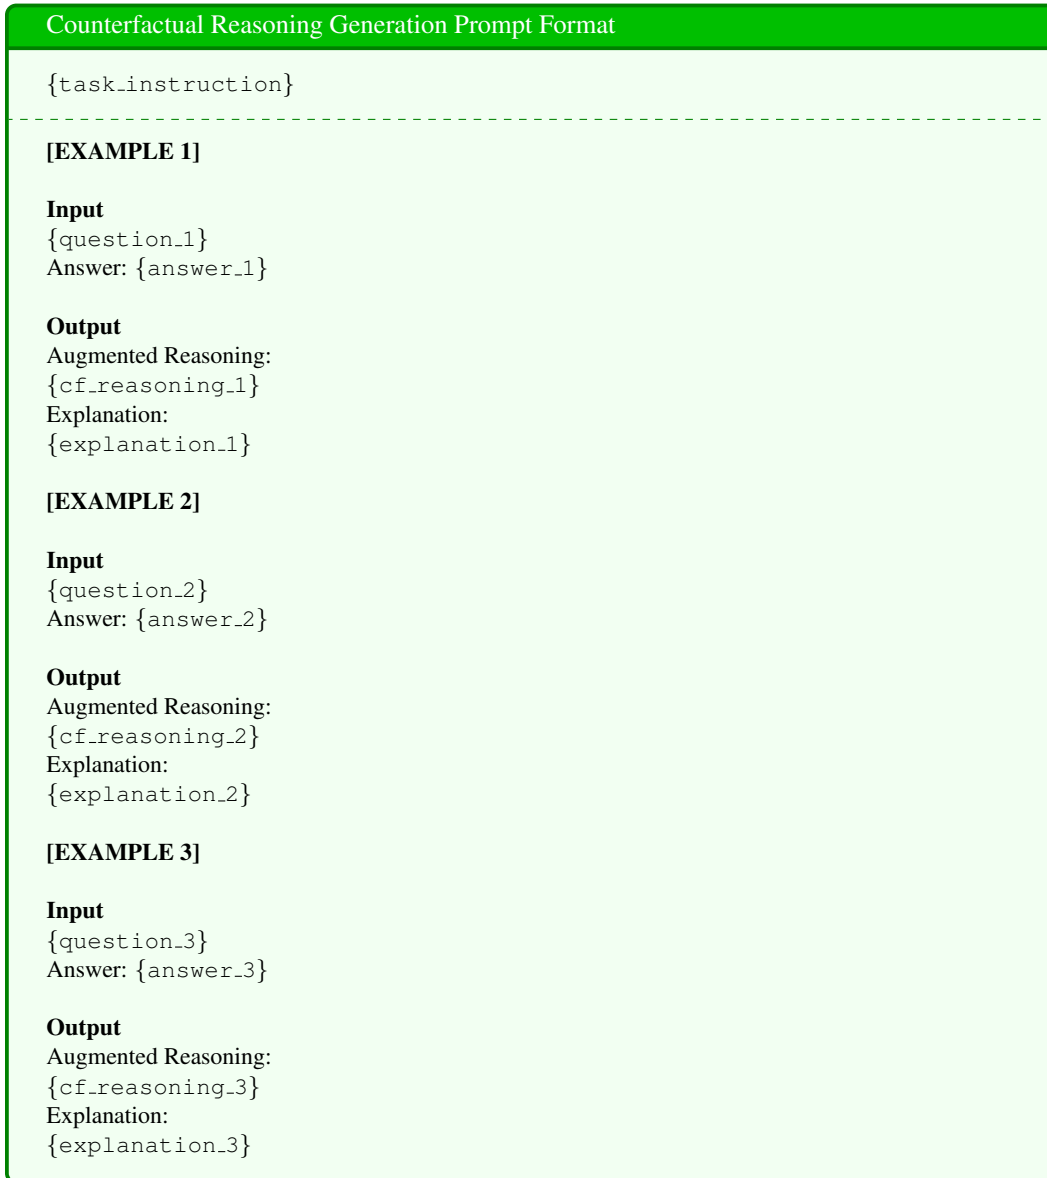 Counterfactual Reasoning Generation Prompt Format
{task_instruction}
[EXAMPLE 1]
Input
{question_1}
Answer: {answer_1}
Output
Augmented Reasoning:
{cf_reasoning_1}
Explanation:
{explanation_1}
[EXAMPLE 2]
Input
{question_2}
Answer: {answer_2}
Output
Augmented Reasoning:
{cf_reasoning_2}
Explanation:
{explanation_2}
[EXAMPLE 3]
Input
{question_3}
Answer: {answer_3}
Output
Augmented Reasoning:
{cf_reasoning_3}
Explanation:
{explanation_3}